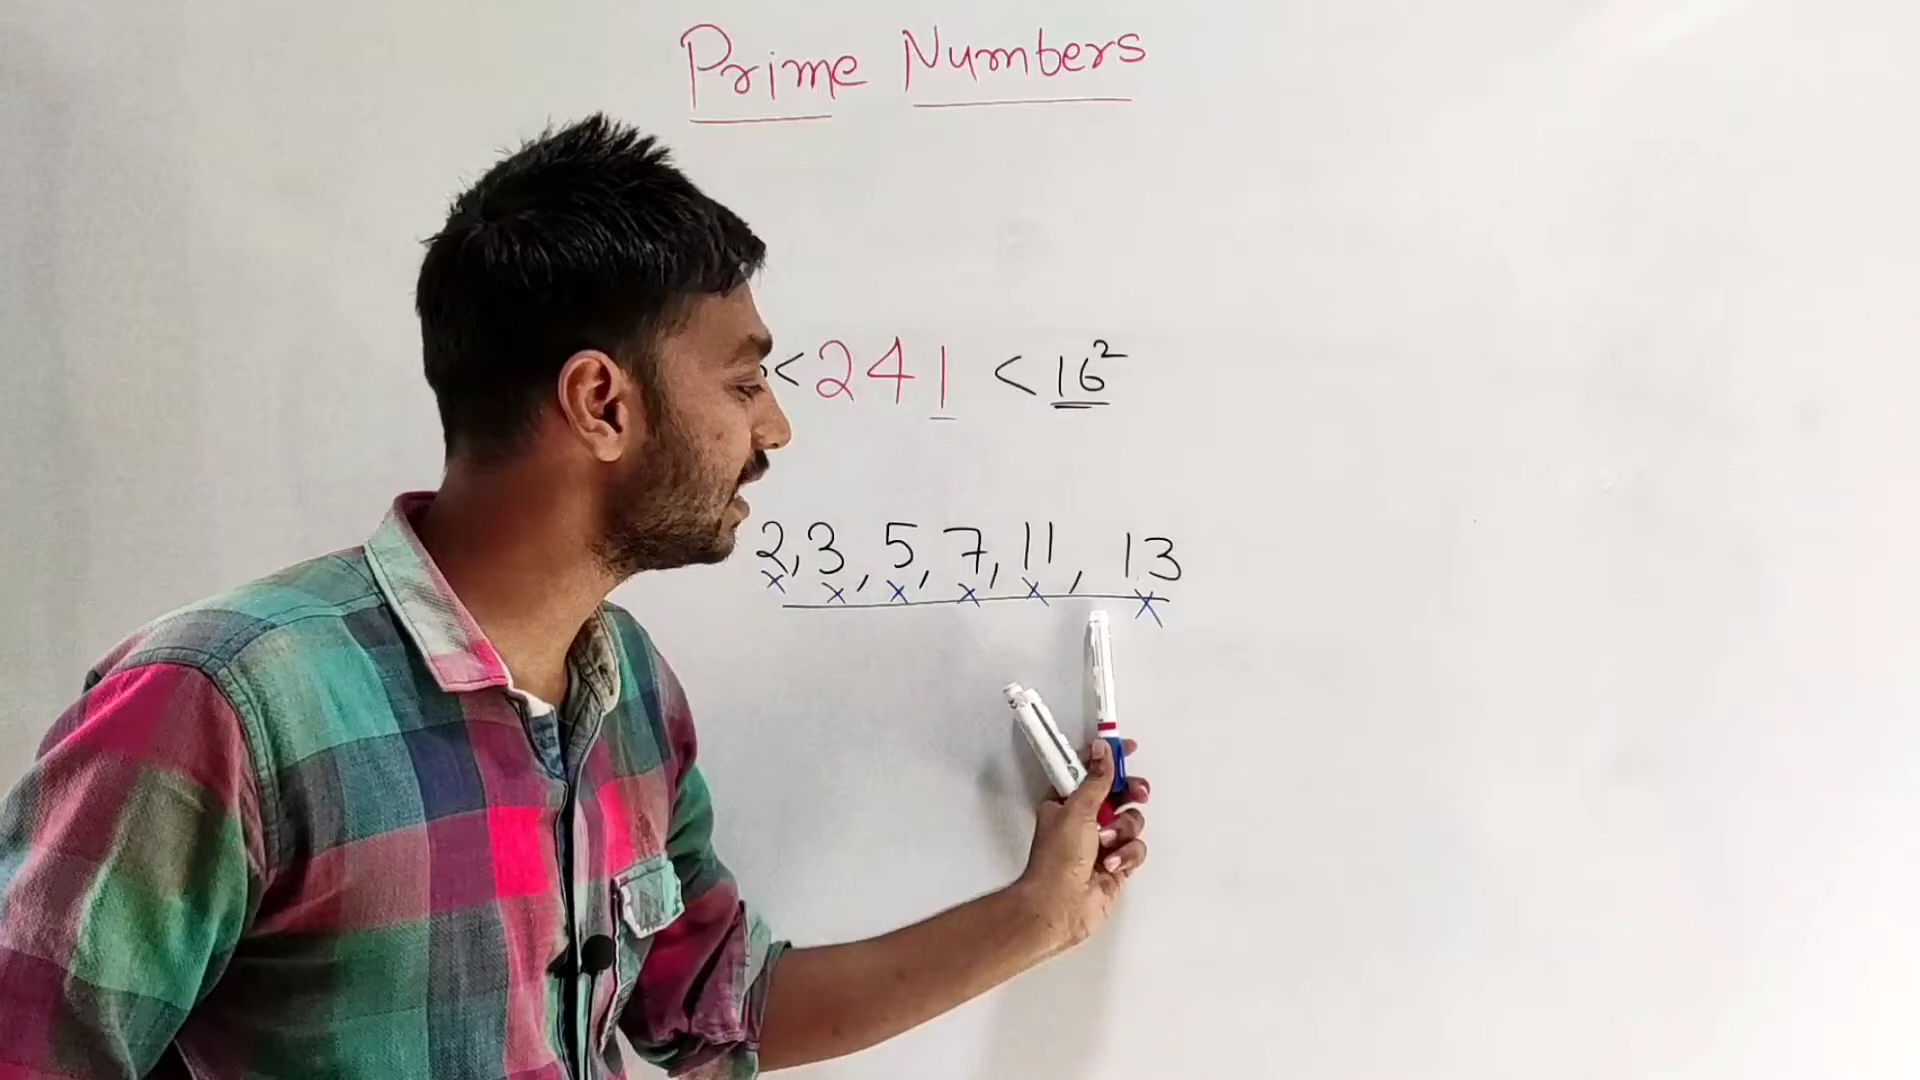 Prime Numbers
< 241 < 16²
2, 3, 5, 7, 11, 13
x x x x x x